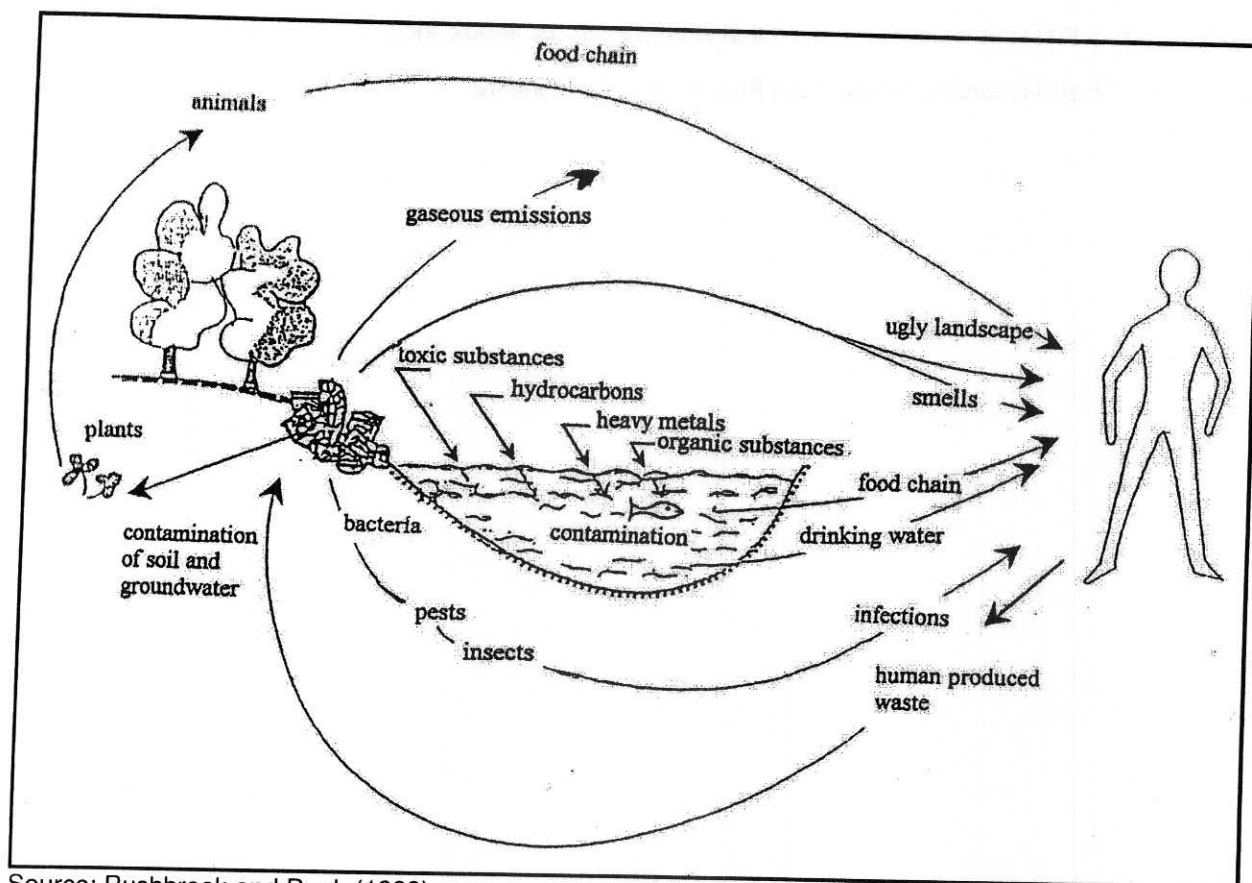 food chain
animals
gaseous emissions
ugly landscape
toxic substances
smells
hydrocarbons
heavy metals
organic substances
plants
food chain
bacteria
contamination
drinking water
contamination
of soil and
groundwater
pests
infections
insects
human produced
waste
Source: